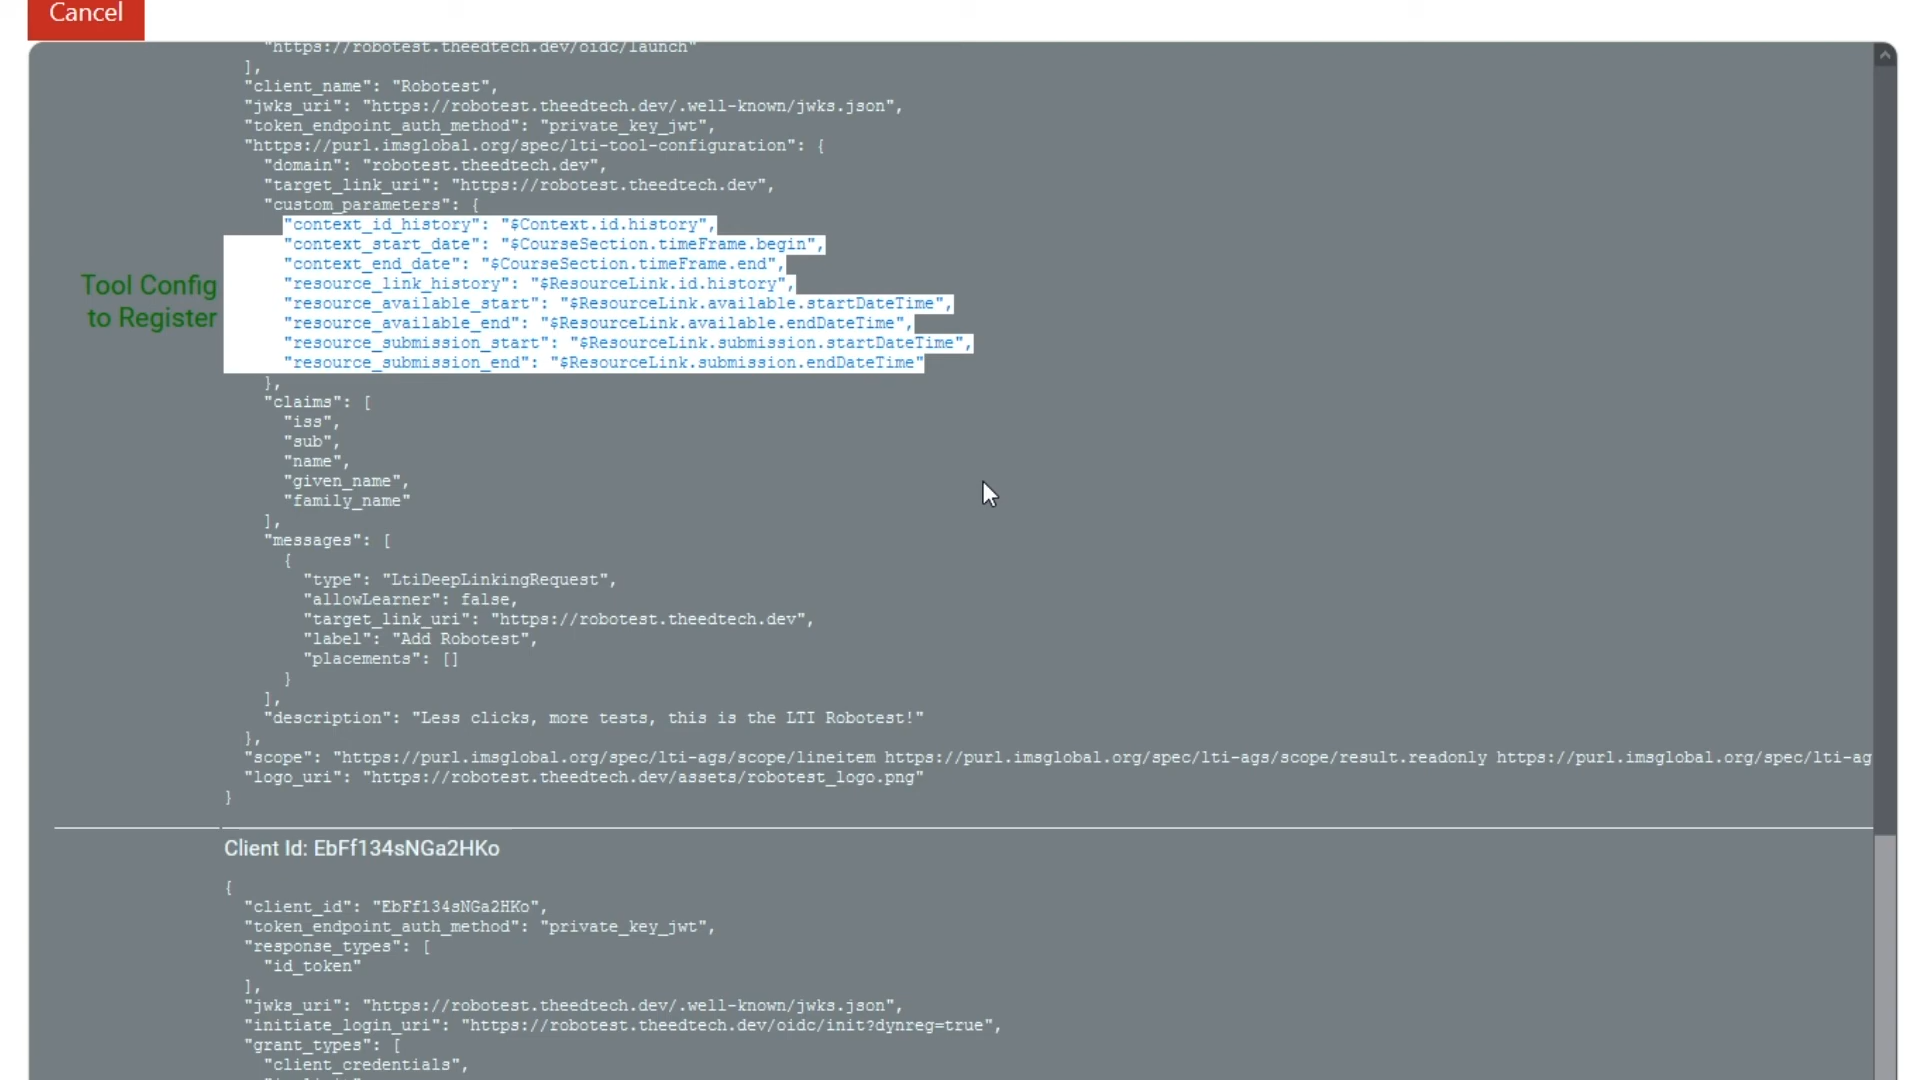 Cancel
"https://robotest.theedtech.dev/oidc/launch"
],
"client_name": "Robotest",
"jwks_uri": "https://robotest.theedtech.dev/.well-known/jwks.json",
"token_endpoint_auth_method": "private_key_jwt",
"https://purl.imsglobal.org/spec/lti-tool-configuration": {
"domain": "robotest.theedtech.dev",
"target_link_uri": "https://robotest.theedtech.dev",
"custom_parameters": {
"context_id_history": "$Context.id.history",
"context_start_date": "$CourseSection.timeFrame.begin",
"context_end_date": "$CourseSection.timeFrame.end",
"resource_link_history": "$ResourceLink.id.history",
"resource_available_start": "$ResourceLink.available.startDateTime",
"resource_available_end": "$ResourceLink.available.endDateTime",
"resource_submission_start": "$ResourceLink.submission.startDateTime",
"resource_submission_end": "$ResourceLink.submission.endDateTime"
Tool Config
to Register
},
"claims": [
"iss",
"sub",
"name",
"given_name",
"family_name"
],
"messages": [
{
"type": "LtiDeepLinkingRequest",
"allowLearner": false,
"target_link_uri": "https://robotest.theedtech.dev",
"label": "Add Robotest",
"placements": []
}
],
"description": "Less clicks, more tests, this is the LTI Robotest!"
},
"scope": "https://purl.imsglobal.org/spec/lti-ags/scope/lineitem https://purl.imsglobal.org/spec/lti-ags/scope/result.readonly https://purl.imsglobal.org/spec/lti-ag
"logo_uri": "https://robotest.theedtech.dev/assets/robotest_logo.png"
}
Client Id: EbFf134sNGa2HKo
{
"client_id": "EbFf134sNGa2HKo",
"token_endpoint_auth_method": "private_key_jwt",
"response_types": [
"id_token"
],
"jwks_uri": "https://robotest.theedtech.dev/.well-known/jwks.json",
"initiate_login_uri": "https://robotest.theedtech.dev/oidc/init?dynreg=true",
"grant_types": [
"client_credentials",